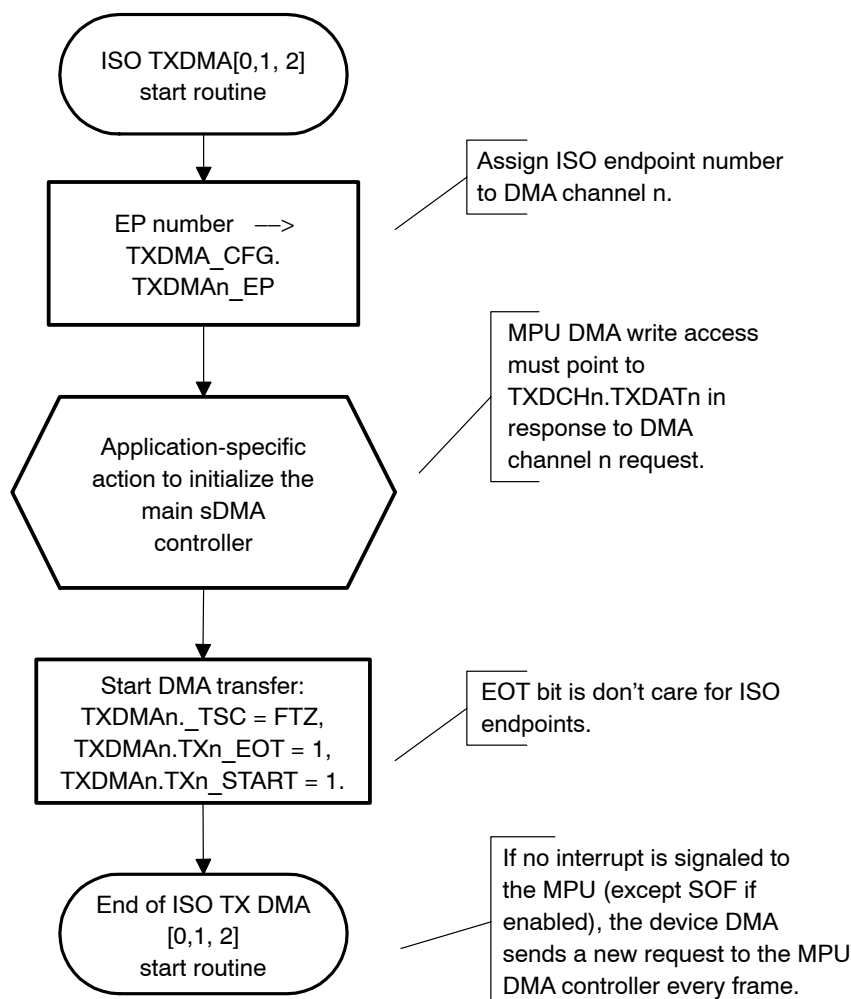 ISO TXDMA[0,1, 2]
start routine
Assign ISO endpoint number
to DMA channel n.
EP number —–>
TXDMA_CFG.
TXDMAn_EP
MPU DMA write access
must point to
TXDCHn.TXDATn in
response to DMA
channel n request.
Application-specific
action to initialize the
main sDMA
controller
Start DMA transfer:
TXDMAn._TSC = FTZ,
TXDMAn.TXn_EOT = 1,
TXDMAn.TXn_START = 1.
EOT bit is don’t care for ISO
endpoints.
End of ISO TX DMA
[0,1, 2]
start routine
If no interrupt is signaled to
the MPU (except SOF if
enabled), the device DMA
sends a new request to the MPU
DMA controller every frame.